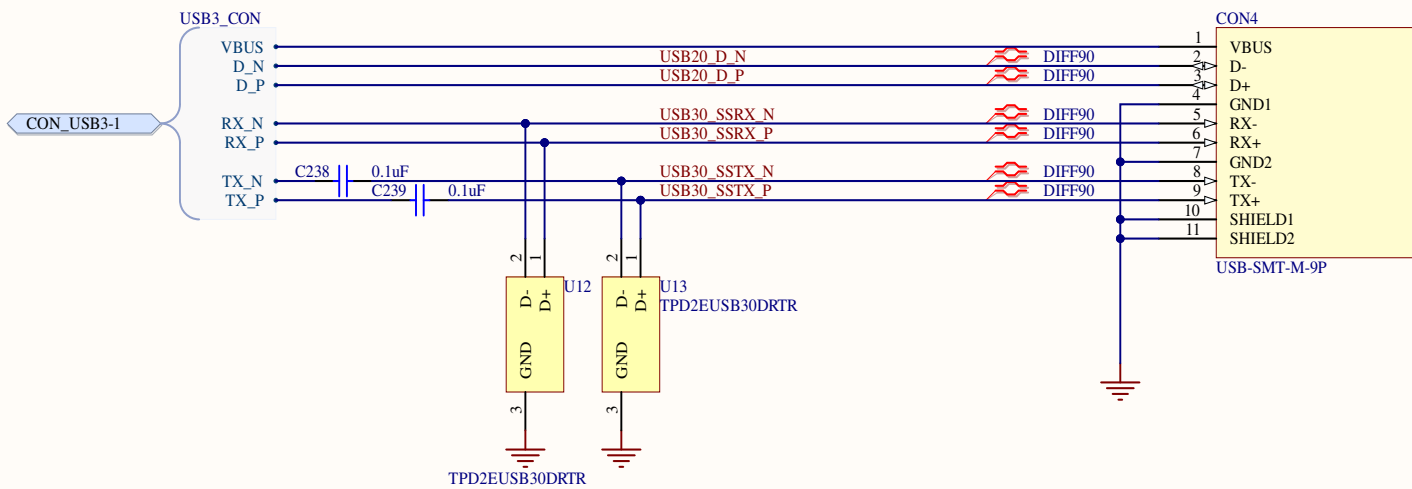 USB3_CON
CON4
VBUS
1
VBUS
D_N
USB20_D_N
DIFF90
2
D-
D_P
USB20_D_P
DIFF90
3
D+
4
GND1
CON_USB3-1
RX_N
USB30_SSRX_N
DIFF90
5
RX-
RX_P
USB30_SSRX_P
DIFF90
6
RX+
7
GND2
TX_N
C238
0.1uF
USB30_SSTX_N
DIFF90
8
TX-
TX_P
C239
0.1uF
USB30_SSTX_P
DIFF90
9
TX+
10
SHIELD1
11
SHIELD2
USB-SMT-M-9P
2
1
D-
D+
GND
3
U12
TPD2EUSB30DRTR
2
1
D-
D+
GND
3
U13
TPD2EUSB30DRTR